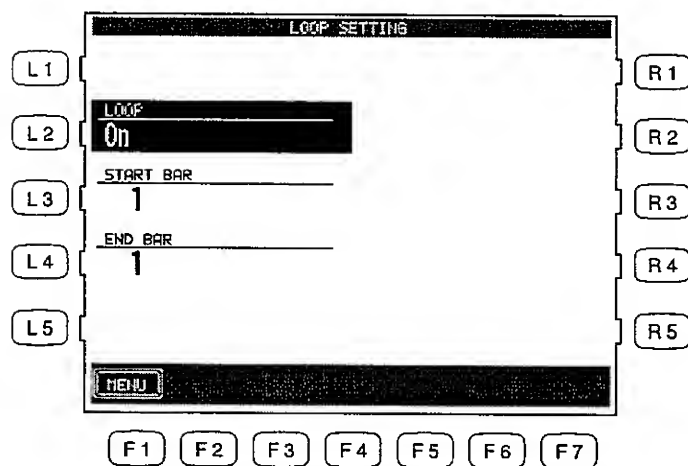 LOOP SETTING
L1
R1
LOOP
L2
On
R2
START BAR
L3
1
R3
END BAR
L4
1
R4
L5
R5
MENU
F1 F2 F3 F4 F5 F6 F7